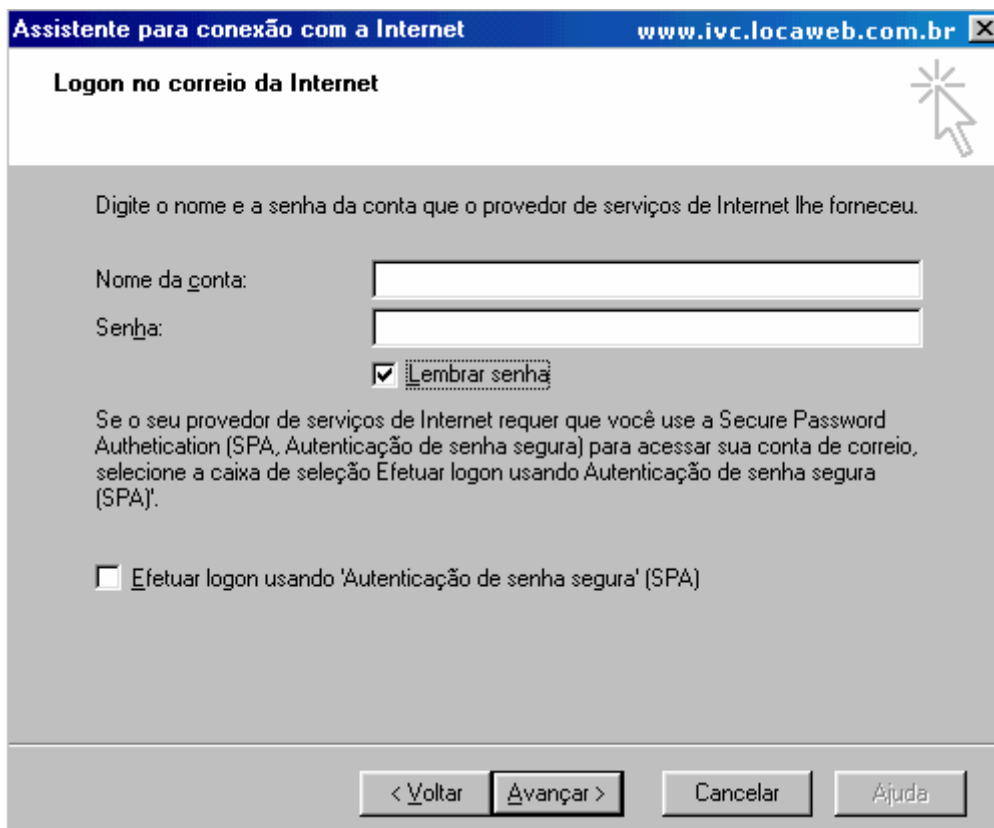 Assistente para conexão com a Internet www.ivc.locaweb.com.br
Logon no correio da Internet
Digite o nome e a senha da conta que o provedor de serviços de Internet lhe forneceu.
Nome da conta:
Senha:
Lembrar senha
Se o seu provedor de serviços de Internet requer que você use a Secure Password
Authetication (SPA, Autenticação de senha segura) para acessar sua conta de correio,
selecione a caixa de seleção Efetuar logon usando Autenticação de senha segura
(SPA)'.
Efetuar logon usando 'Autenticação de senha segura' (SPA)
< Voltar Avançar > Cancelar Ajuda